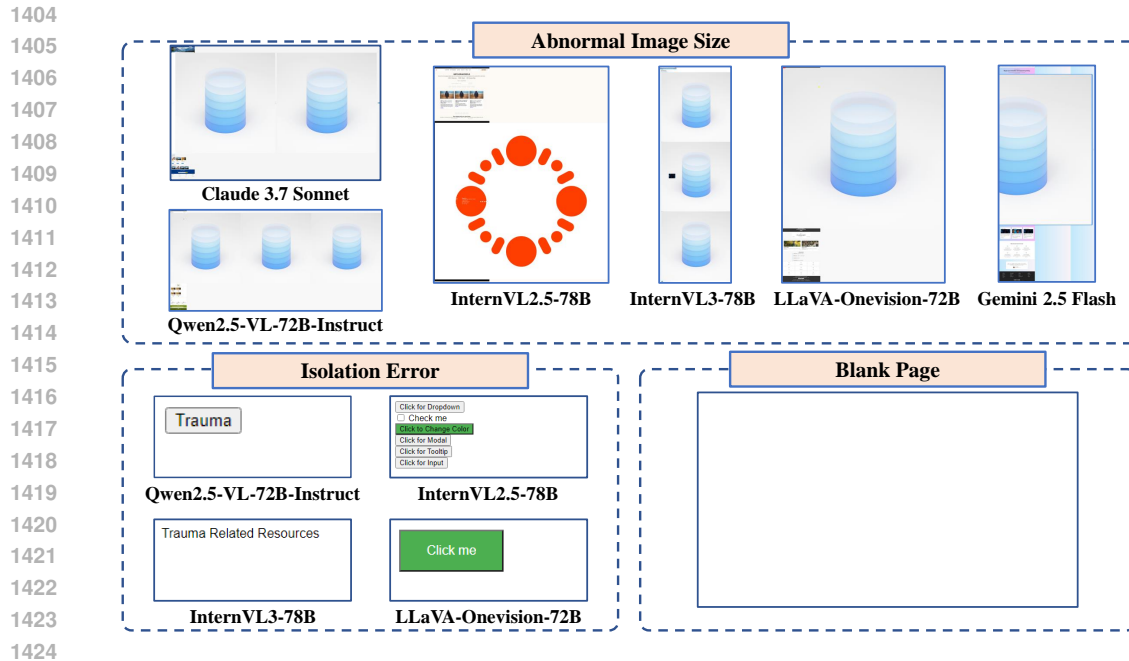 1404
1405
1406
1407
1408
1409
1410
1411
1412
1413
1414
1415
1416
1417
1418
1419
1420
1421
1422
1423
1424
Abnormal Image Size
Claude 3.7 Sonnet
Qwen2.5-VL-72B-Instruct
InternVL2.5-78B
InternVL3-78B
LLaVA-Onevision-72B
Gemini 2.5 Flash
Isolation Error
Trauma
Qwen2.5-VL-72B-Instruct
Click for Dropdown
Check me
Click to Change Color
Click for Modal
Click for Tooltip
Click for Input
InternVL2.5-78B
Trauma Related Resources
InternVL3-78B
Click me
LLaVA-Onevision-72B
Blank Page